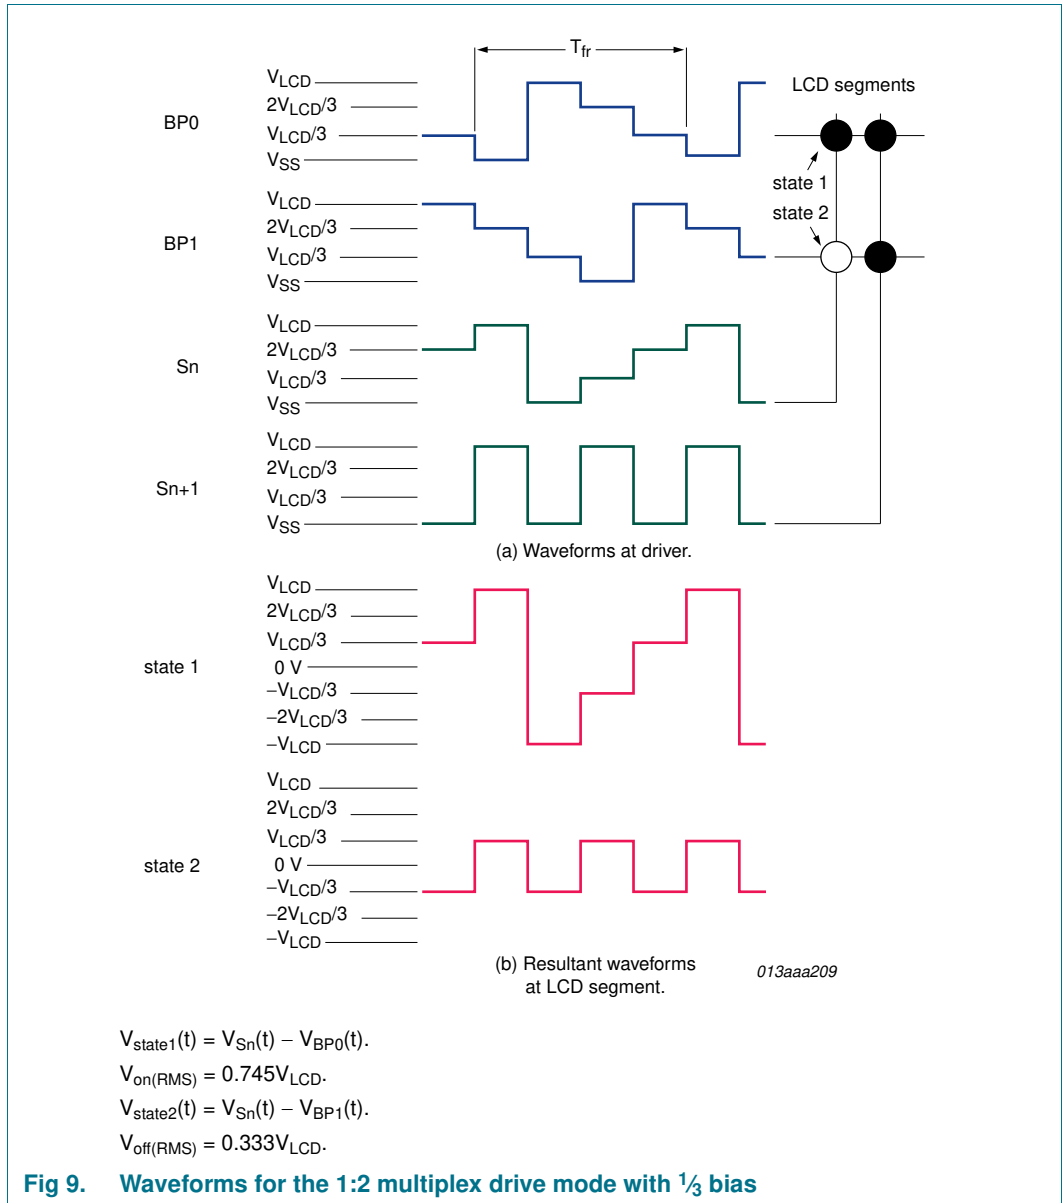 T_fr
V_LCD
LCD segments
2V_LCD/3
BP0
V_LCD/3
V_SS
state 1
V_LCD
state 2
2V_LCD/3
BP1
V_LCD/3
V_SS
V_LCD
2V_LCD/3
Sn
V_LCD/3
V_SS
V_LCD
2V_LCD/3
Sn+1
V_LCD/3
V_SS
(a) Waveforms at driver.
V_LCD
2V_LCD/3
V_LCD/3
state 1
0 V
−V_LCD/3
−2V_LCD/3
−V_LCD
V_LCD
2V_LCD/3
V_LCD/3
state 2
0 V
−V_LCD/3
−2V_LCD/3
−V_LCD
(b) Resultant waveforms
at LCD segment.
013aaa209
V_state1(t) = V_Sn(t) − V_BP0(t).
V_on(RMS) = 0.745V_LCD.
V_state2(t) = V_Sn(t) − V_BP1(t).
V_off(RMS) = 0.333V_LCD.
Fig 9. Waveforms for the 1:2 multiplex drive mode with 1⁄3 bias